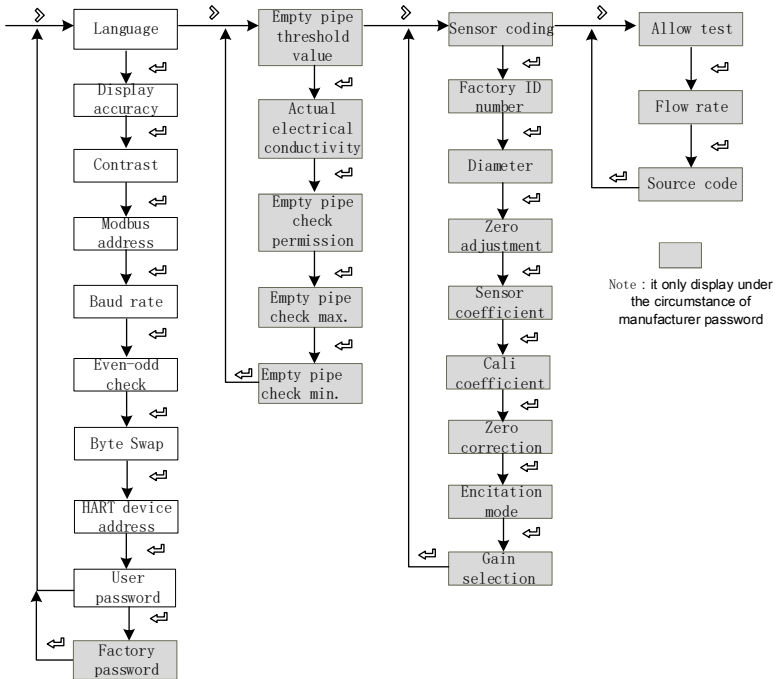 Language
Display
accuracy
Contrast
Modbus
address
Baud rate
Even-odd
check
Byte Swap
HART device
address
User
password
Factory
password
Empty pipe
threshold
value
Actual
electrical
conductivity
Empty pipe
check
permission
Empty pipe
check max.
Empty pipe
check min.
Sensor coding
Factory ID
number
Diameter
Zero
adjustment
Sensor
coefficient
Cali
coefficient
Zero
correction
Encitation
mode
Gain
selection
Allow test
Flow rate
Source code
Note : it only display under
the circumstance of
manufacturer password